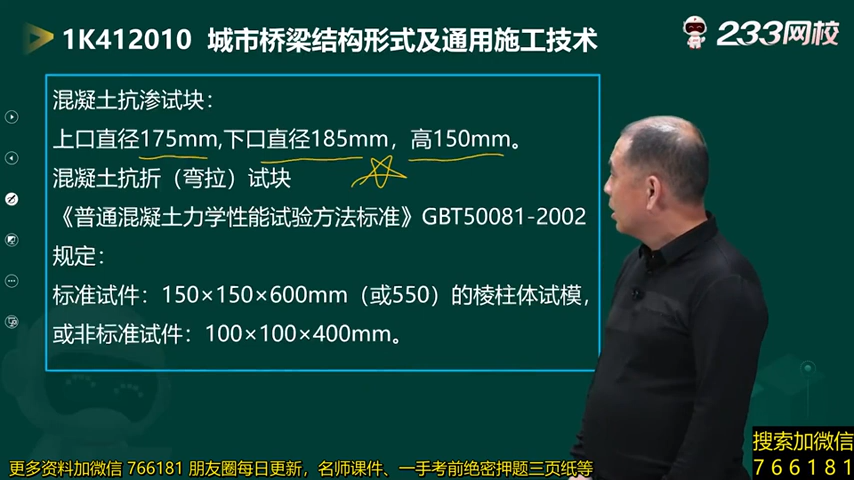 1K412010 城市桥梁结构形式及通用施工技术
233网校
混凝土抗渗试块：
上口直径175mm,下口直径185mm，高150mm。
混凝土抗折（弯拉）试块
《普通混凝土力学性能试验方法标准》GBT50081-2002
规定：
标准试件：150×150×600mm（或550）的棱柱体试模，
或非标准试件：100×100×400mm。
搜索加微信
766181
更多资料加微信 766181 朋友圈每日更新，名师课件、一手考前绝密押题三页纸等